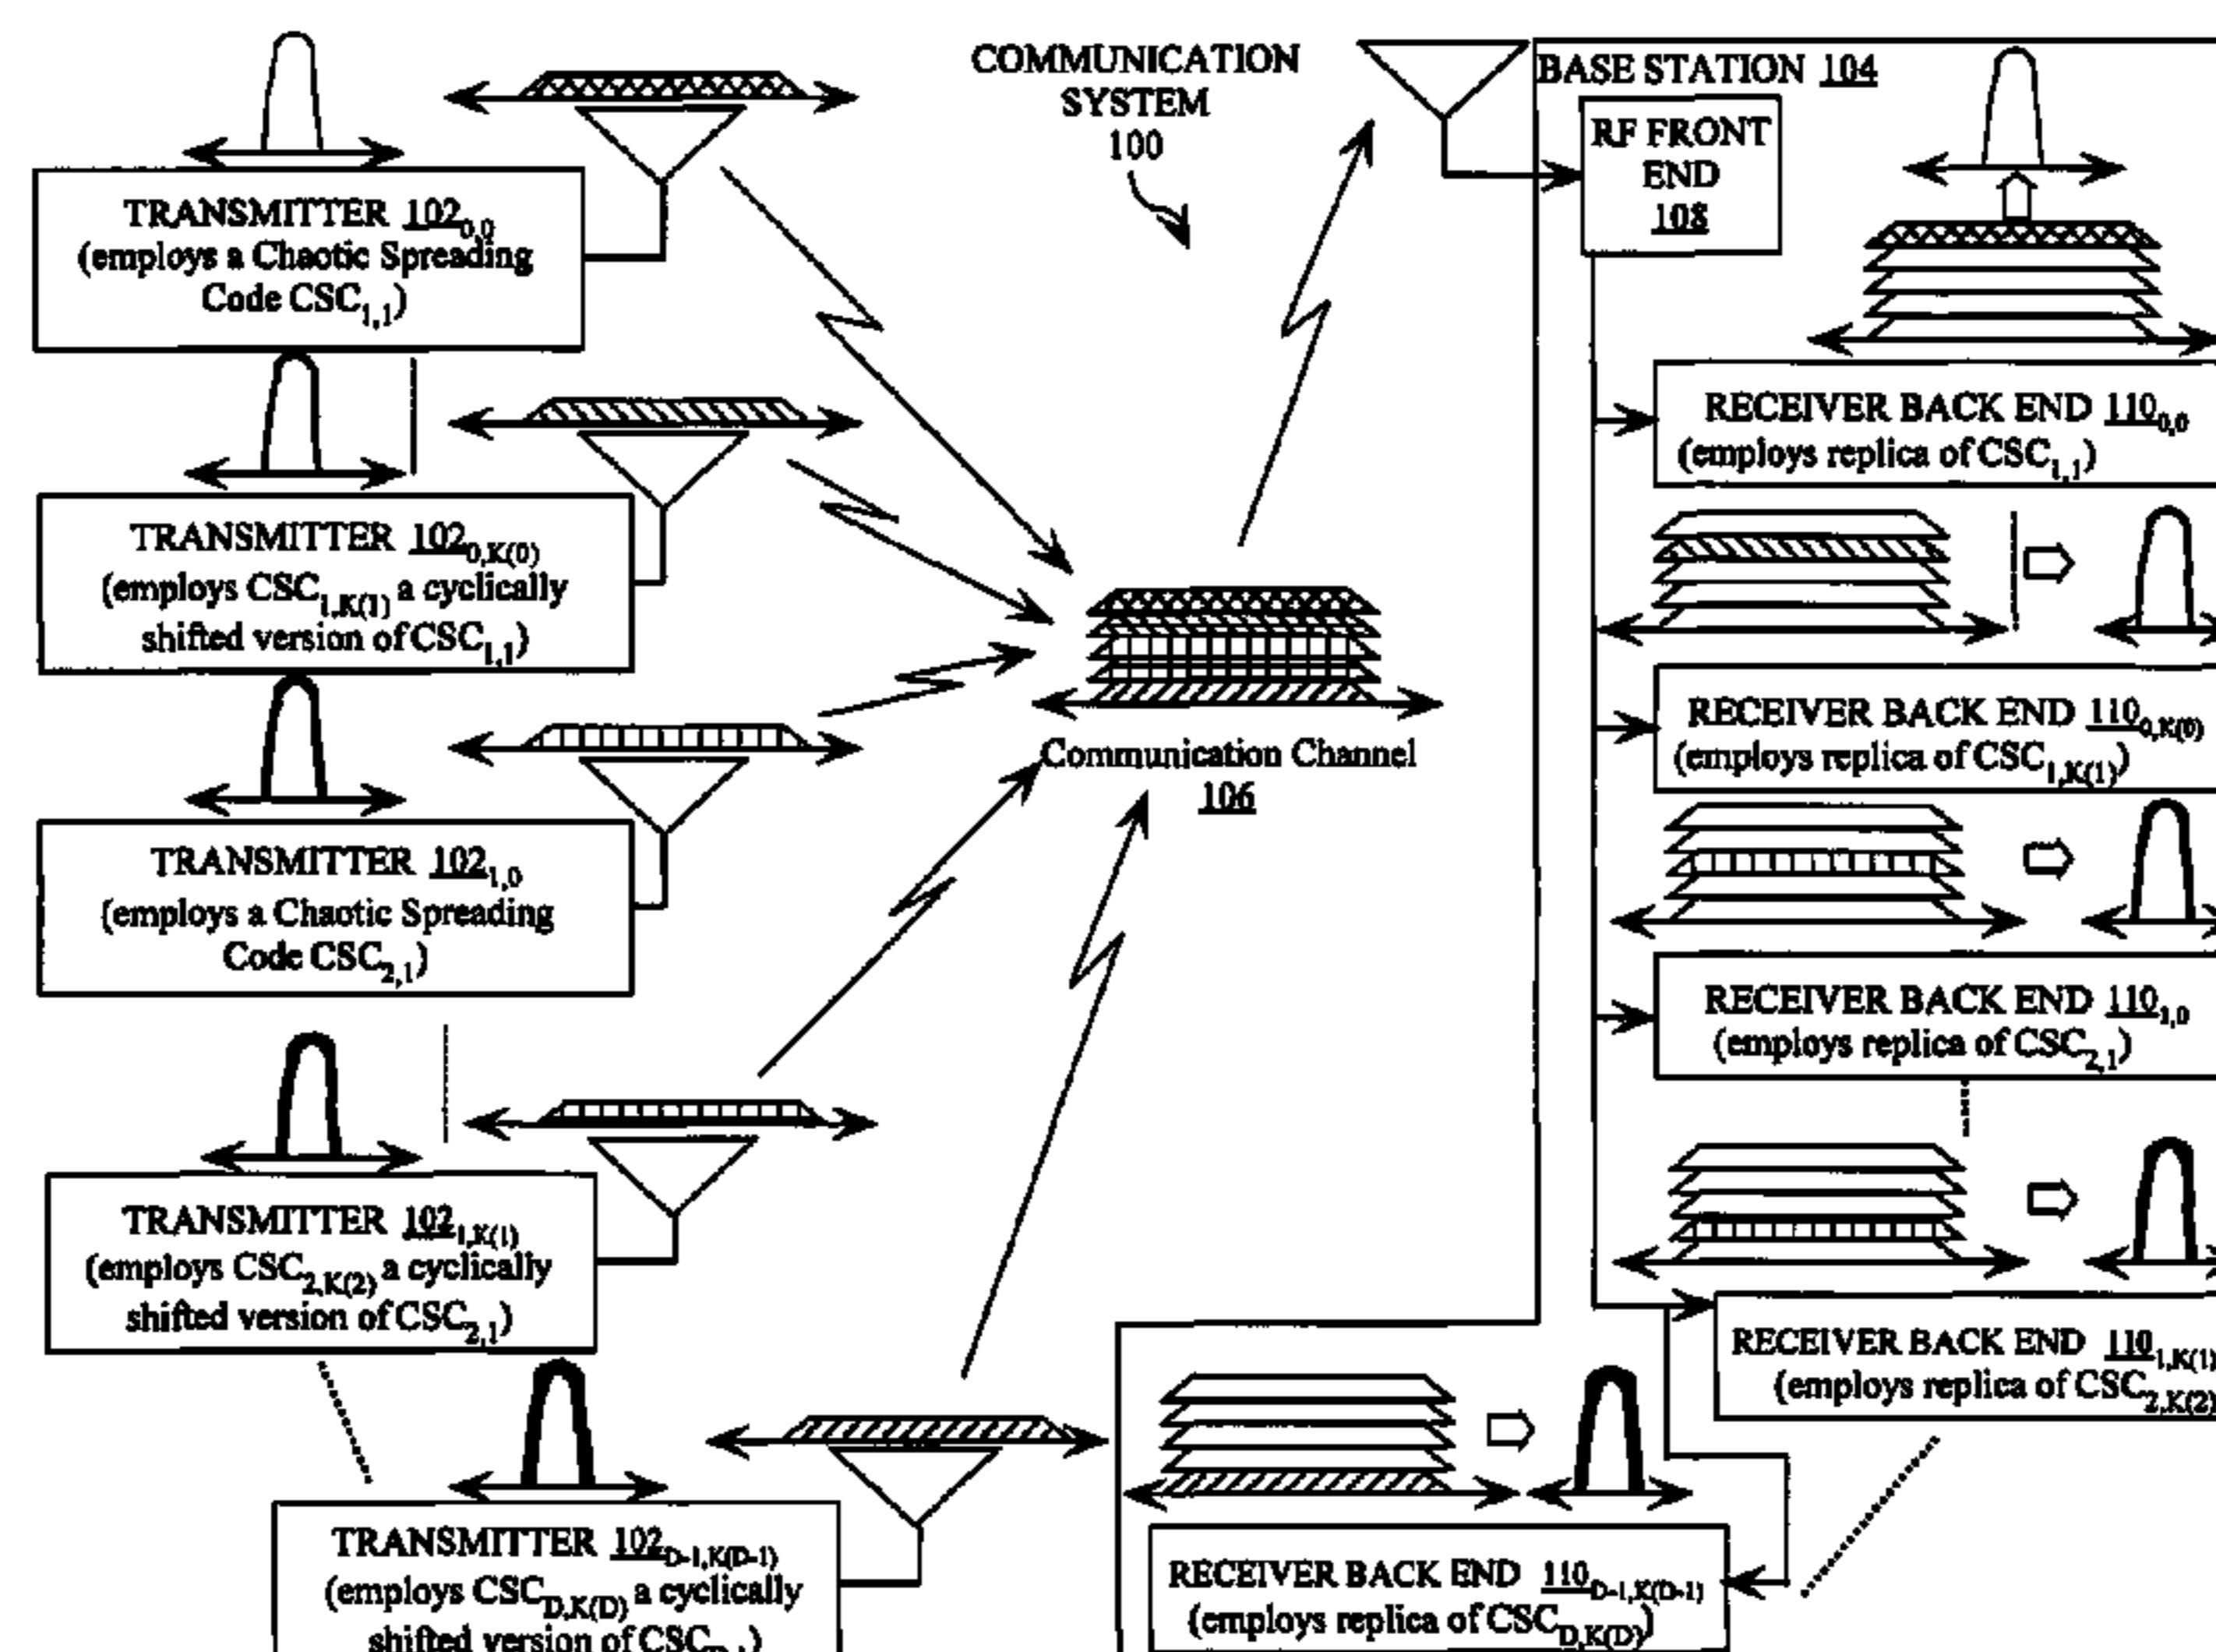 COMMUNICATION
SYSTEM
100
BASE STATION 104
RF FRONT
END
108
TRANSMITTER 102₀,₀
(employs a Chaotic Spreading
Code CSC₁,₁)
TRANSMITTER 102₀,K(0)
(employs CSC₁,K(1) a cyclically
shifted version of CSC₁,₁)
TRANSMITTER 102₁,₀
(employs a Chaotic Spreading
Code CSC₂,₁)
TRANSMITTER 102₁,K(1)
(employs CSC₂,K(2) a cyclically
shifted version of CSC₂,₁)
TRANSMITTER 102D-1,K(D-1)
(employs CSCD,K(D) a cyclically
shifted version of
Communication Channel
106
RECEIVER BACK END 110₀,₀
(employs replica of CSC₁,₁)
RECEIVER BACK END 110₀,K(0)
(employs replica of CSC₁,K(1))
RECEIVER BACK END 110₁,₀
(employs replica of CSC₂,₁)
RECEIVER BACK END 110₁,K(1)
(employs replica of CSC₂,K(2)
RECEIVER BACK END 110D-1,K(D-1)
(employs replica of CSCD,K(D))